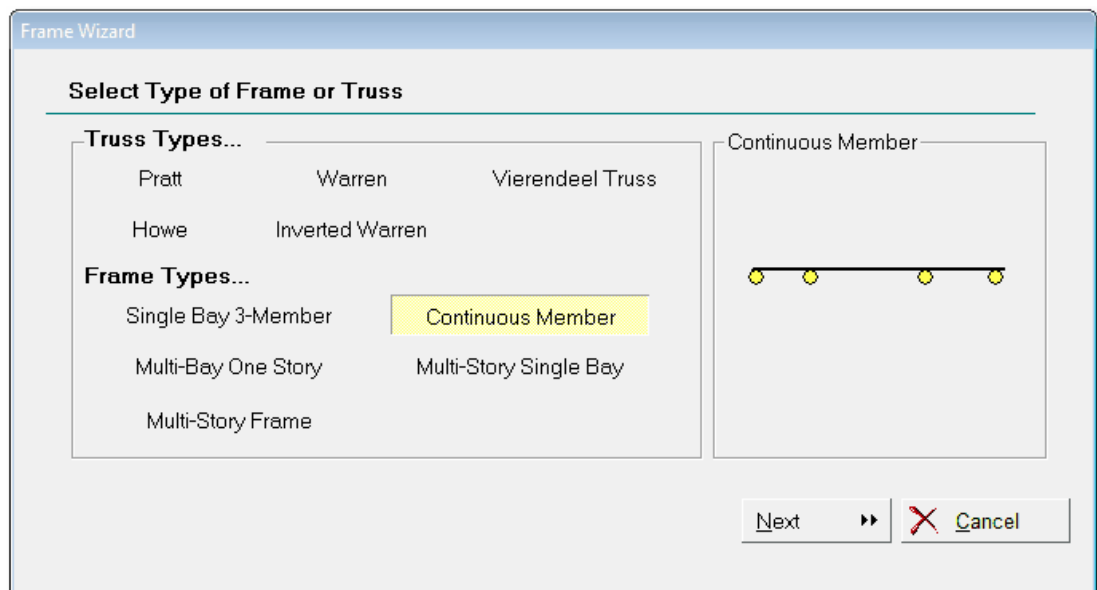 Frame Wizard
Select Type of Frame or Truss
Truss Types...
Pratt Warren Vierendeel Truss
Howe Inverted Warren
Frame Types...
Single Bay 3-Member Continuous Member
Multi-Bay One Story Multi-Story Single Bay
Multi-Story Frame
Continuous Member
Next Cancel